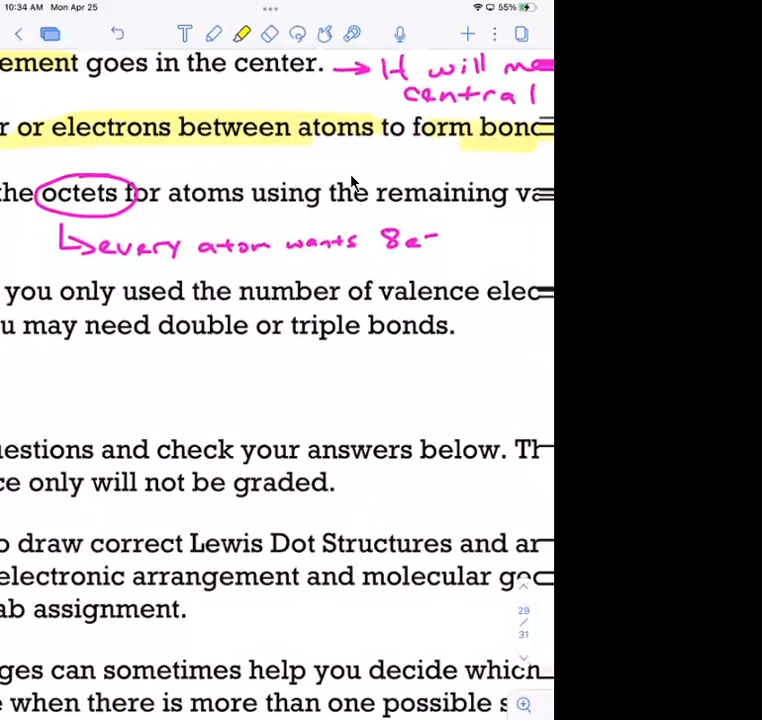 10:34 AM Mon Apr 25
55%
ement goes in the center. → H will
central
r or electrons between atoms to form bon
the octets for atoms using the remaining va
every atom wants 8e-
you only used the number of valence elec
u may need double or triple bonds.
uestions and check your answers below. Th
ce only will not be graded.
o draw correct Lewis Dot Structures and ar
electronic arrangement and molecular geo
ab assignment.
29
/
31
ges can sometimes help you decide which
e when there is more than one possible s